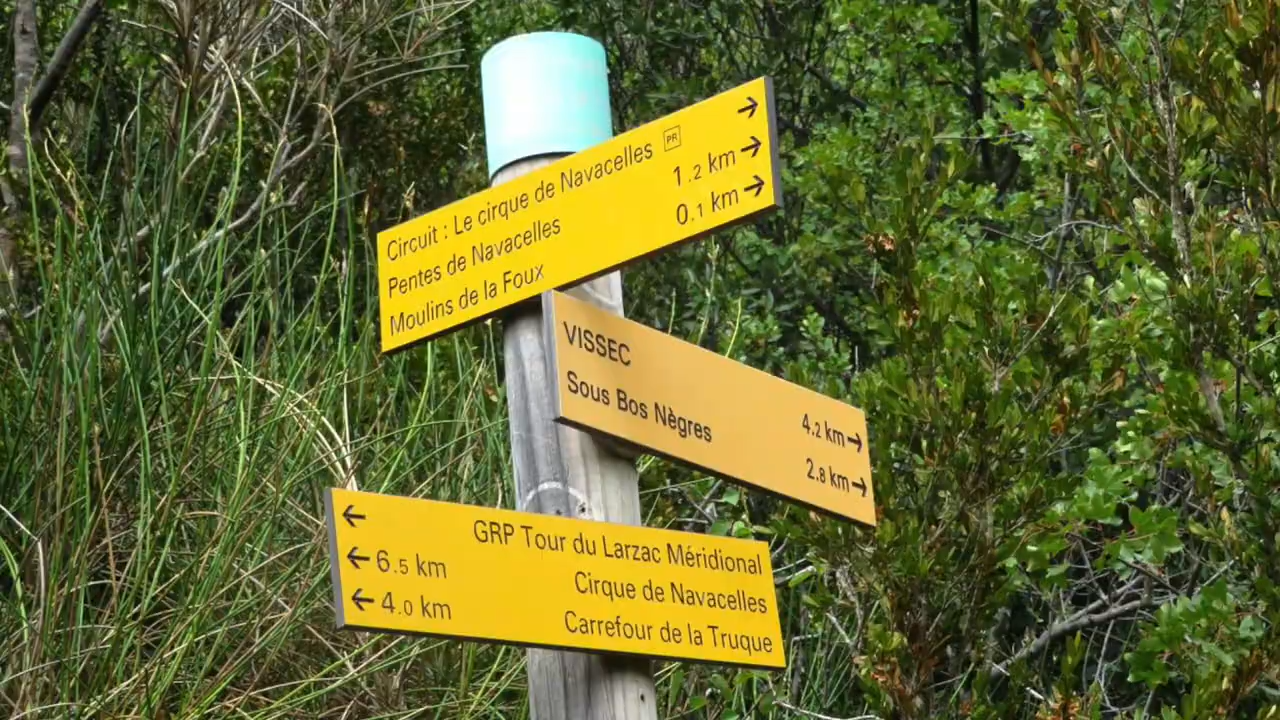 Circuit : Le cirque de Navacelles PR →
Pentes de Navacelles 1.2 km →
Moulins de la Foux 0.1 km →
VISSEC 4.2 km →
Sous Bos Nègres 2.8 km →
← GRP Tour du Larzac Méridional
← 6.5 km Cirque de Navacelles
← 4.0 km Carrefour de la Truque